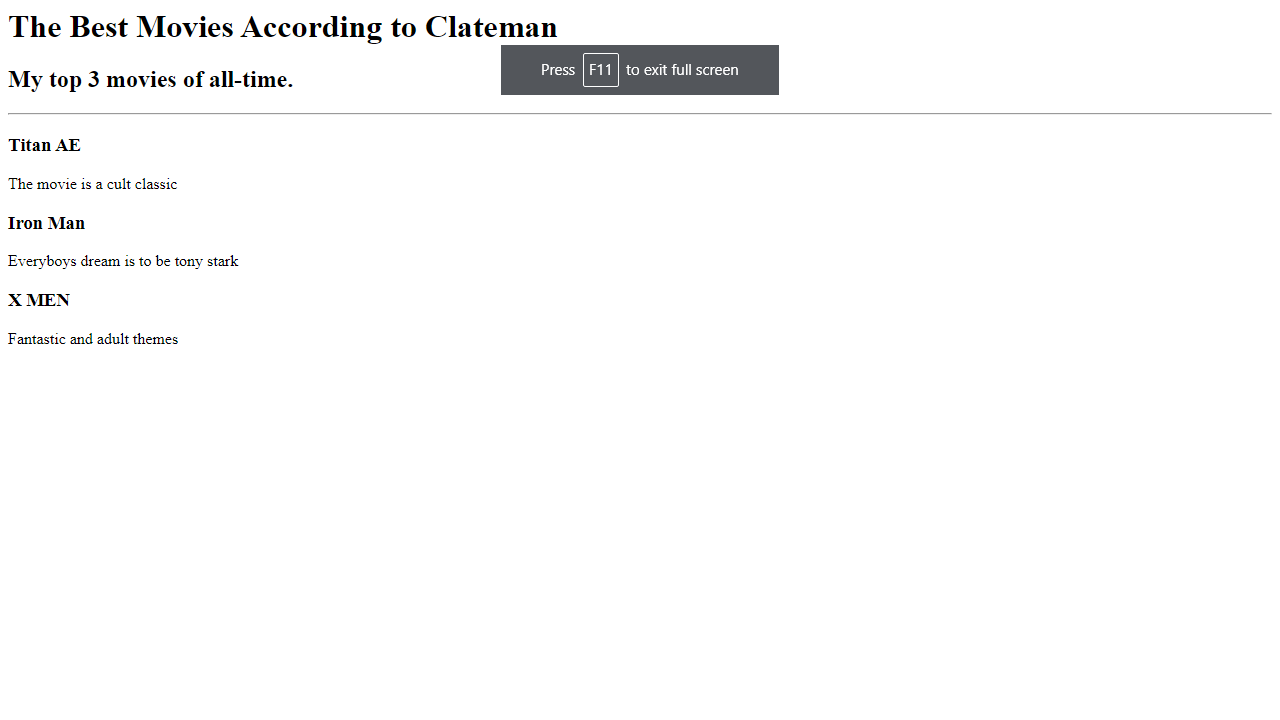 The Best Movies According to Clateman
Press F11 to exit full screen
My top 3 movies of all-time.
Titan AE
The movie is a cult classic
Iron Man
Everyboys dream is to be tony stark
X MEN
Fantastic and adult themes